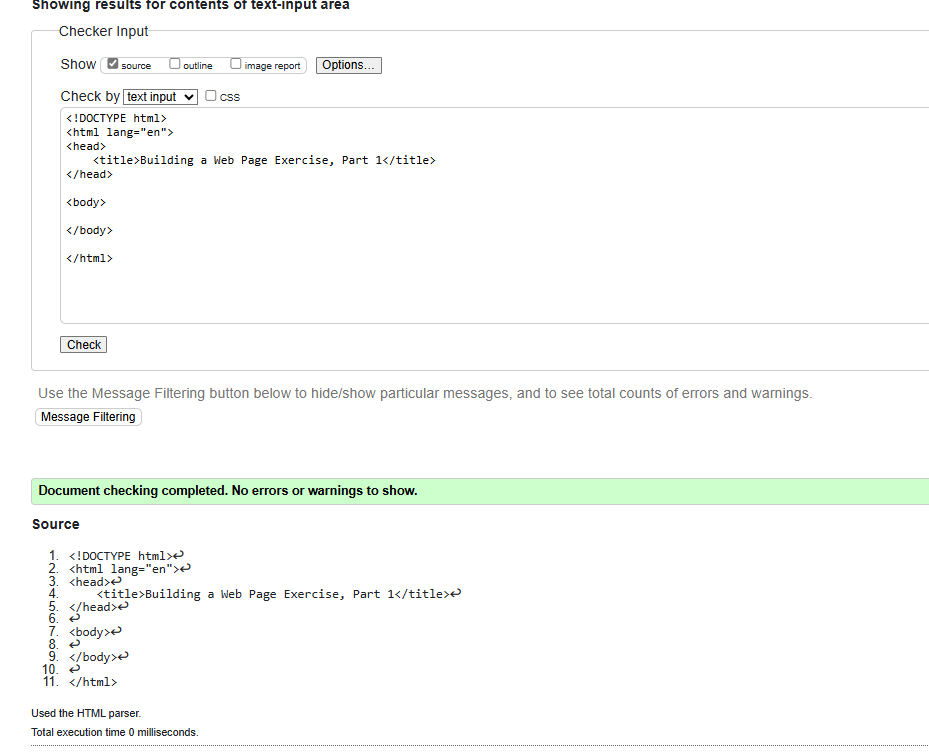 Showing results for contents of text-input area
Checker Input
Show source outline image report Options...
Check by text input CSS
<!DOCTYPE html>
<html lang="en">
<head>
    <title>Building a Web Page Exercise, Part 1</title>
</head>
<body>
</body>
</html>
Check
Use the Message Filtering button below to hide/show particular messages, and to see total counts of errors and warnings.
Message Filtering
Document checking completed. No errors or warnings to show.
Source
1. <!DOCTYPE html>↩
2. <html lang="en">↩
3. <head>↩
4.     <title>Building a Web Page Exercise, Part 1</title>↩
5. </head>↩
6. ↩
7. <body>↩
8. ↩
9. </body>↩
10. ↩
11. </html>
Used the HTML parser.
Total execution time 0 milliseconds.